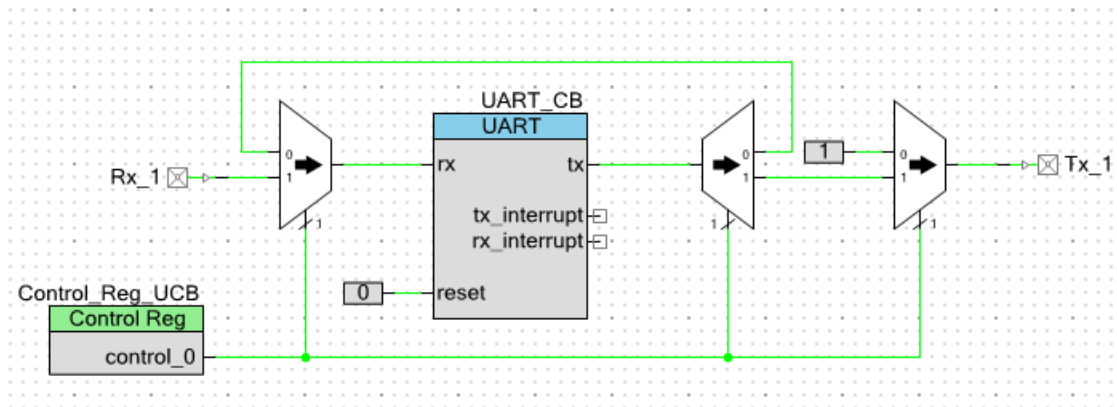 UART_CB
UART
rx
tx
tx_interrupt
rx_interrupt
reset
0
0
1
1
Rx_1
0
1
1
1
0
1
1
Tx_1
Control_Reg_UCB
Control Reg
control_0